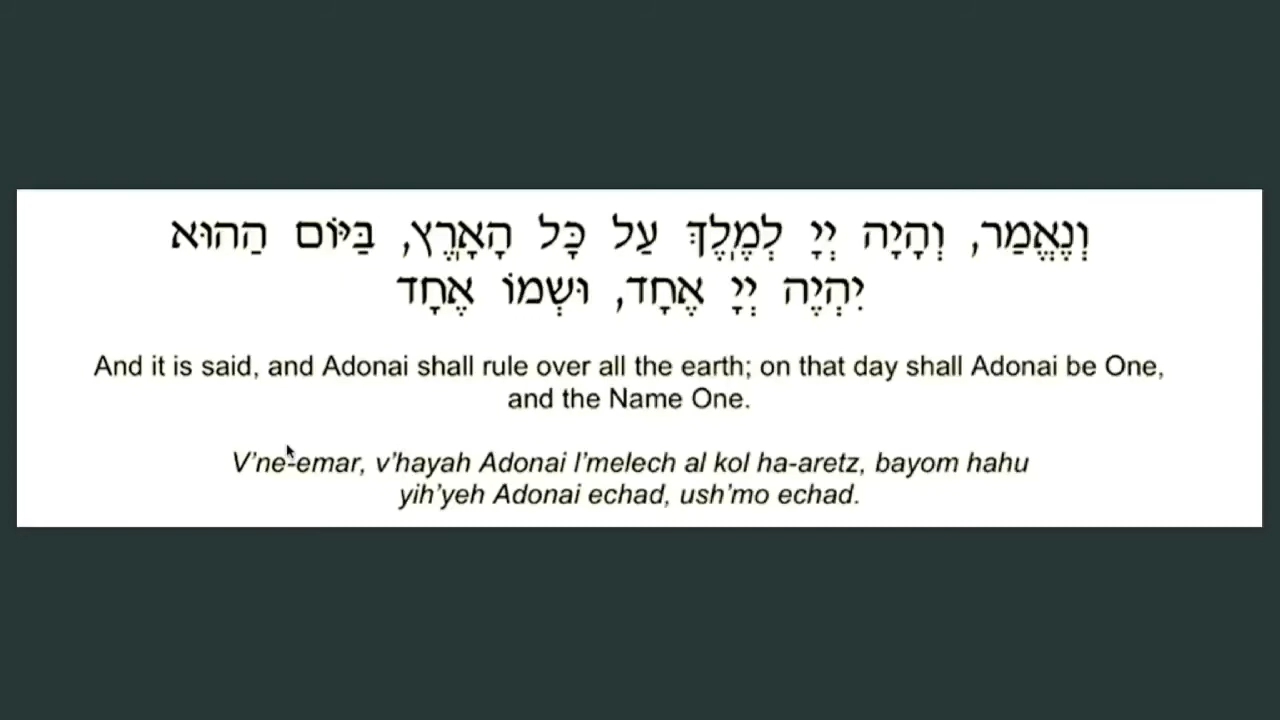 וְנֶאֱמַר, וְהָיָה יְיָ לְמֶֽלֶךְ עַל כָּל הָאָֽרֶץ, בַּיּוֹם הַהוּא
יִהְיֶה יְיָ אֶחָד, וּשְׁמוֹ אֶחָד
And it is said, and Adonai shall rule over all the earth; on that day shall Adonai be One,
and the Name One.
V’ne-emar, v’hayah Adonai l’melech al kol ha-aretz, bayom hahu
yih’yeh Adonai echad, ush’mo echad.